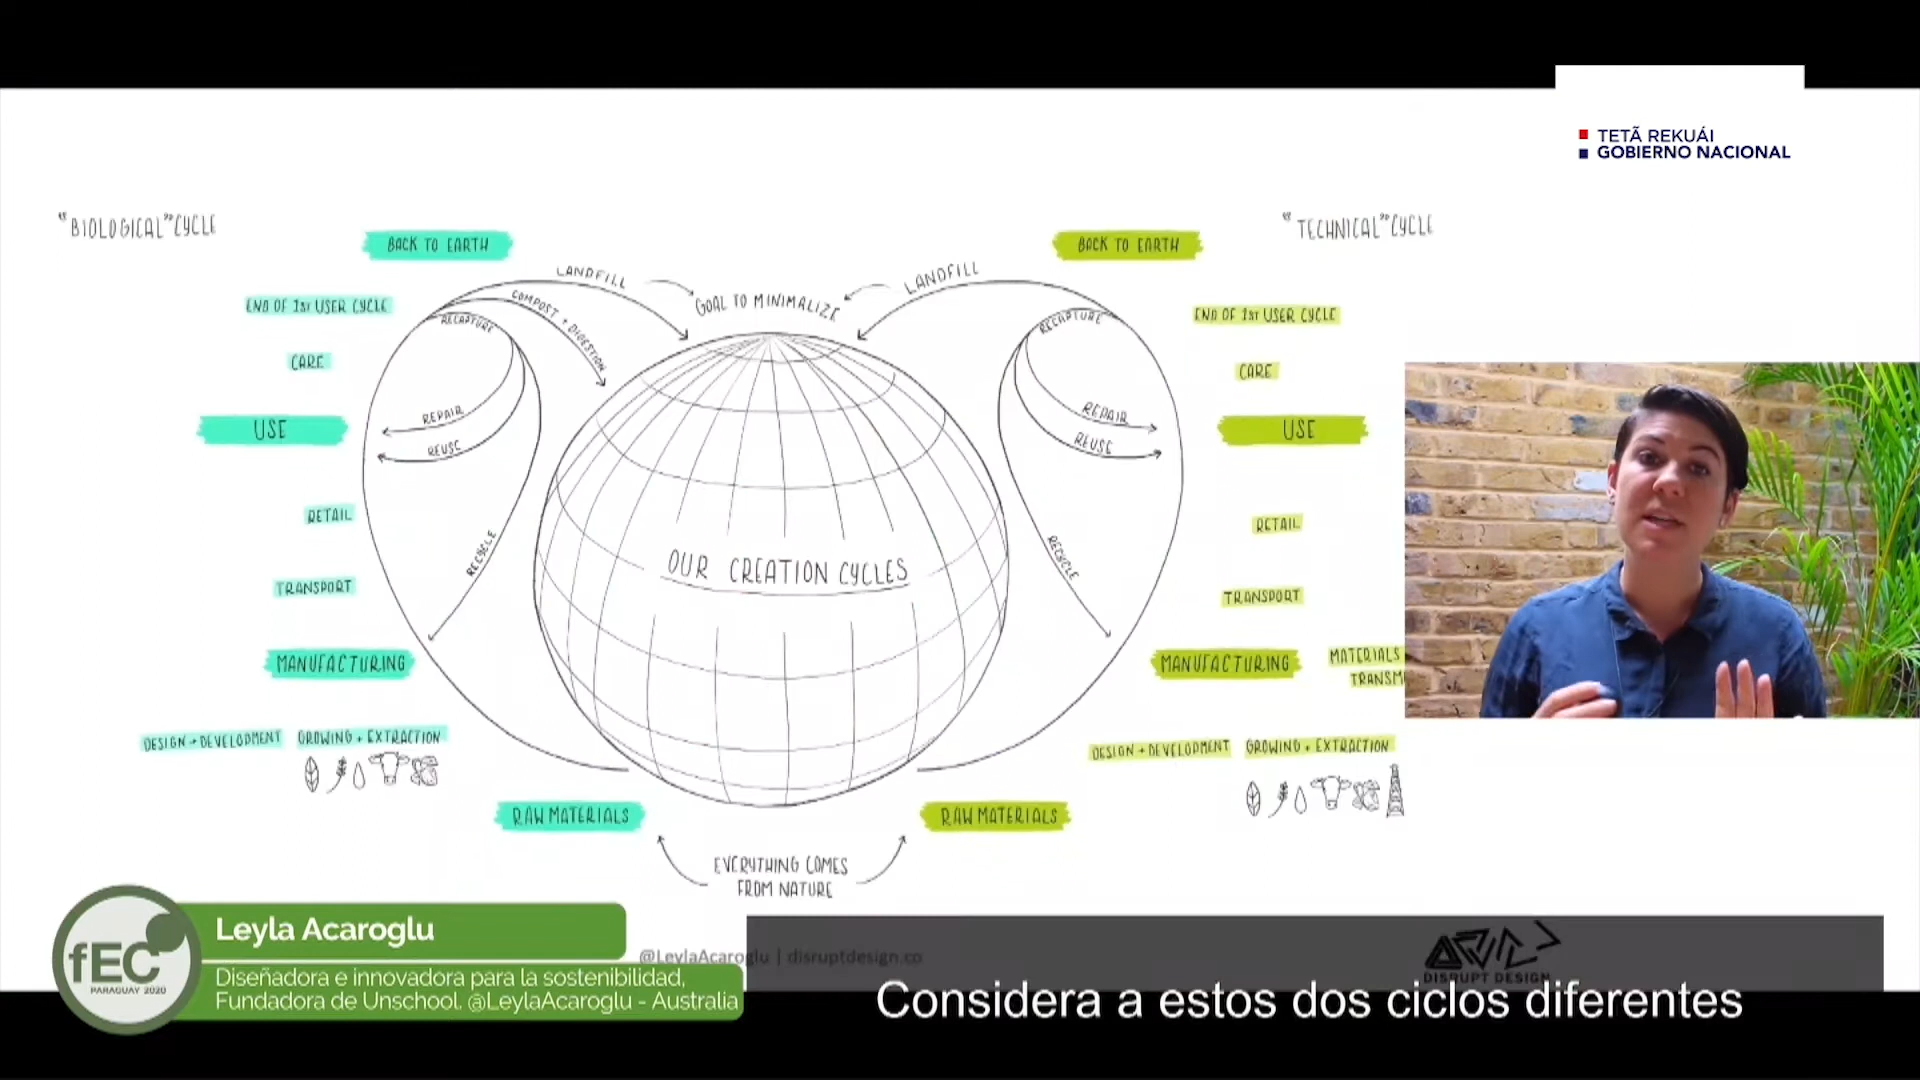 TETÃ REKUÁI
GOBIERNO NACIONAL
"BIOLOGICAL" CYCLE
"TECHNICAL" CYCLE
BACK TO EARTH
BACK TO EARTH
LANDFILL
LANDFILL
GOAL TO MINIMALIZE
COMPOST + DIGESTION
END OF 1ST USER CYCLE
END OF 1ST USER CYCLE
RECAPTURE
RECAPTURE
CARE
CARE
REPAIR
REPAIR
USE
USE
REUSE
REUSE
RETAIL
RETAIL
RECYCLE
RECYCLE
OUR CREATION CYCLES
TRANSPORT
TRANSPORT
MANUFACTURING
MANUFACTURING
MATERIALS
TRANSM
DESIGN + DEVELOPMENT
GROWING + EXTRACTION
DESIGN + DEVELOPMENT
GROWING + EXTRACTION
RAW MATERIALS
RAW MATERIALS
EVERYTHING COMES
FROM NATURE
fEC
PARAGUAY 2020
Leyla Acaroglu
Diseñadora e innovadora para la sostenibilidad,
Fundadora de Unschool. @LeylaAcaroglu - Australia
@LeylaAcaroglu | disruptdesign.co
DISRUPT DESIGN
Considera a estos dos ciclos diferentes